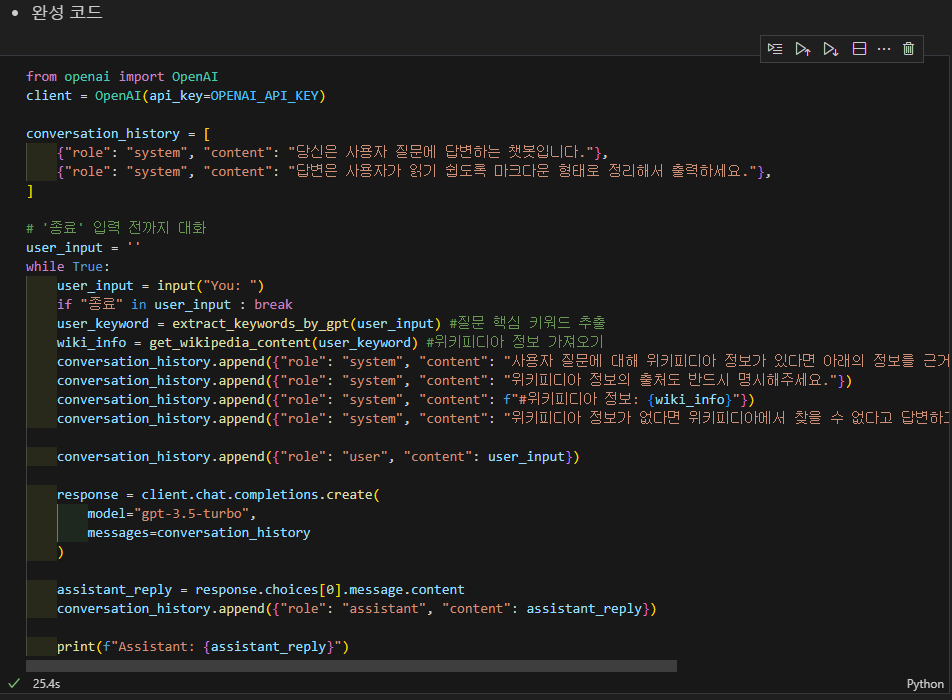 • 완성 코드
from openai import OpenAI
client = OpenAI(api_key=OPENAI_API_KEY)
conversation_history = [
    {"role": "system", "content": "당신은 사용자 질문에 답변하는 챗봇입니다."},
    {"role": "system", "content": "답변은 사용자가 읽기 쉽도록 마크다운 형태로 정리해서 출력하세요."},
]
# '종료' 입력 전까지 대화
user_input = ''
while True:
    user_input = input("You: ")
    if "종료" in user_input : break
    user_keyword = extract_keywords_by_gpt(user_input) #질문 핵심 키워드 추출
    wiki_info = get_wikipedia_content(user_keyword) #위키피디아 정보 가져오기
    conversation_history.append({"role": "system", "content": "사용자 질문에 대해 위키피디아 정보가 있다면 아래의 정보를 근거
    conversation_history.append({"role": "system", "content": "위키피디아 정보의 출처도 반드시 명시해주세요."})
    conversation_history.append({"role": "system", "content": f"#위키피디아 정보: {wiki_info}"})
    conversation_history.append({"role": "system", "content": "위키피디아 정보가 없다면 위키피디아에서 찾을 수 없다고 답변하고
    conversation_history.append({"role": "user", "content": user_input})
    response = client.chat.completions.create(
        model="gpt-3.5-turbo",
        messages=conversation_history
    )
    assistant_reply = response.choices[0].message.content
    conversation_history.append({"role": "assistant", "content": assistant_reply})
    print(f"Assistant: {assistant_reply}")
25.4s
Python